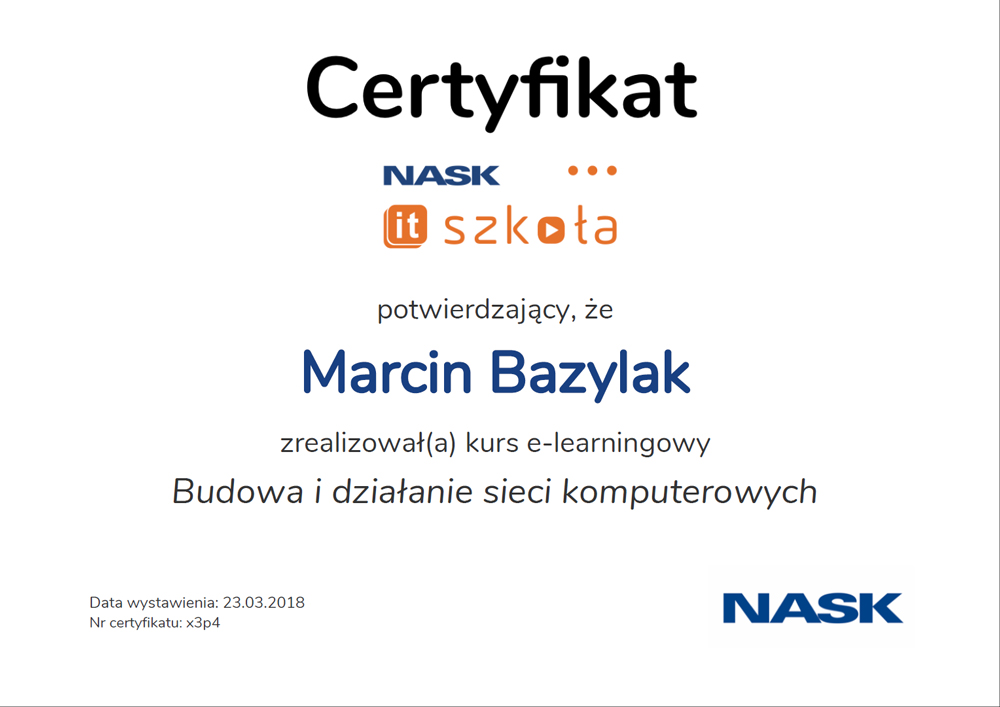 Certyfikat
NASK
it szkoła
potwierdzający, że
Marcin Bazylak
zrealizował(a) kurs e-learningowy
Budowa i działanie sieci komputerowych
Data wystawienia: 23.03.2018
Nr certyfikatu: x3p4
NASK